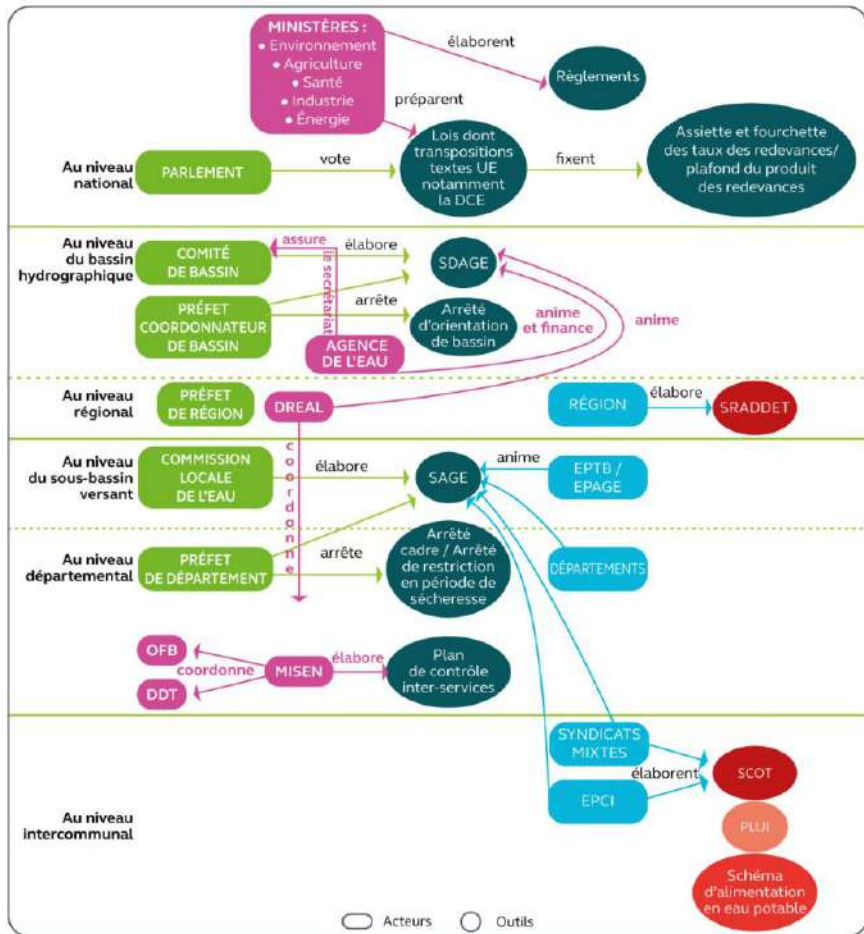 MINISTÈRES :
• Environnement
• Agriculture
• Santé
• Industrie
• Énergie
élaborent
Règlements
préparent
Au niveau
national
PARLEMENT
vote
Lois dont
transpositions
textes UE
notamment
la DCE
fixent
Assiette et fourchette
des taux des redevances/
plafond du produit
des redevances
Au niveau
du bassin
hydrographique
COMITÉ
DE BASSIN
assure
le secrétariat
élabore
SDAGE
PRÉFET
COORDONNATEUR
DE BASSIN
arrête
Arrêté
d'orientation
de bassin
AGENCE
DE L'EAU
anime
et finance
anime
Au niveau
régional
PRÉFET
DE RÉGION
DREAL
RÉGION
élabore
SRADDET
Au niveau
du sous-bassin
versant
COMMISSION
LOCALE
DE L'EAU
coordonne
élabore
SAGE
anime
EPTB /
EPAGE
Au niveau
départemental
PRÉFET
DE DÉPARTEMENT
arrête
Arrêté
cadre / Arrêté
de restriction
en période de
sécheresse
DÉPARTEMENTS
OFB
coordonne
DDT
MISEN
élabore
Plan
de contrôle
inter-services
Au niveau
intercommunal
SYNDICATS
MIXTES
élaborent
EPCI
SCOT
PLUI
Schéma
d'alimentation
en eau potable
Acteurs
Outils